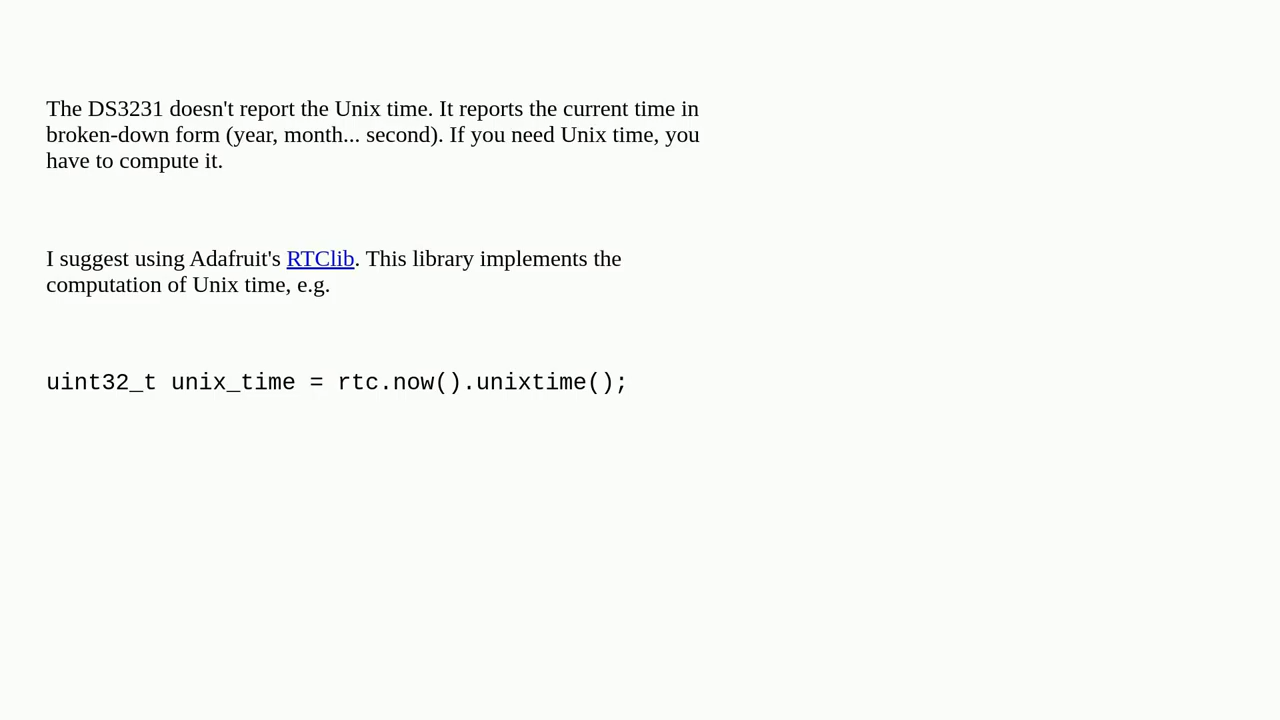 The DS3231 doesn't report the Unix time. It reports the current time in
broken-down form (year, month... second). If you need Unix time, you
have to compute it.
I suggest using Adafruit's RTClib. This library implements the
computation of Unix time, e.g.
uint32_t unix_time = rtc.now().unixtime();